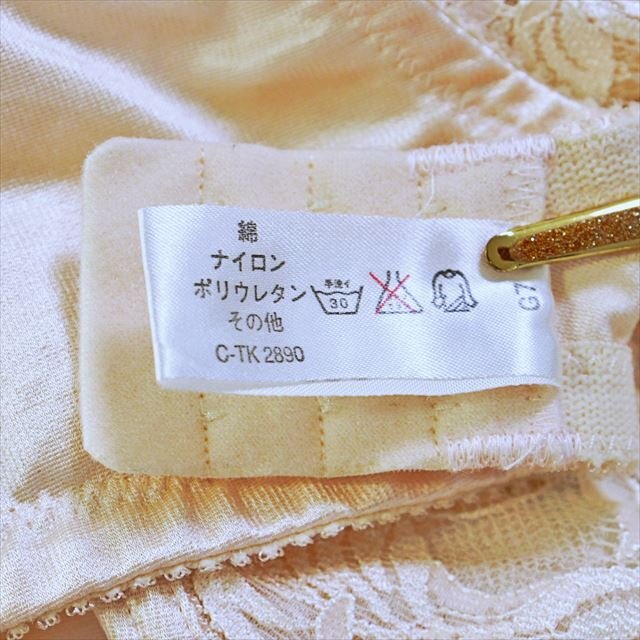 綿
ナイロン
ポリウレタン
その他
C-TK 2890
手洗イ
30
G7